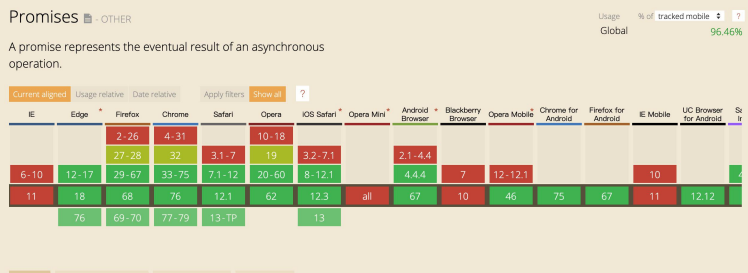 Promises - OTHER
Usage % of tracked mobile ?
Global 96.46%
A promise represents the eventual result of an asynchronous
operation.
Current aligned Usage relative Date relative Apply filters Show all ?
IE Edge * Firefox Chrome Safari Opera iOS Safari * Opera Mini * Android Browser * Blackberry Browser Opera Mobile * Chrome for Android Firefox for Android IE Mobile UC Browser for Android
2-26 4-31 10-18
27-28 32 3.1-7 19 3.2-7.1 2.1-4.4
6-10 12-17 29-67 33-75 7.1-12 20-60 8-12.1 4.4.4 7 12-12.1 10
11 18 68 76 12.1 62 12.3 all 67 10 46 75 67 11 12.12
76 69-70 77-79 13-TP 13